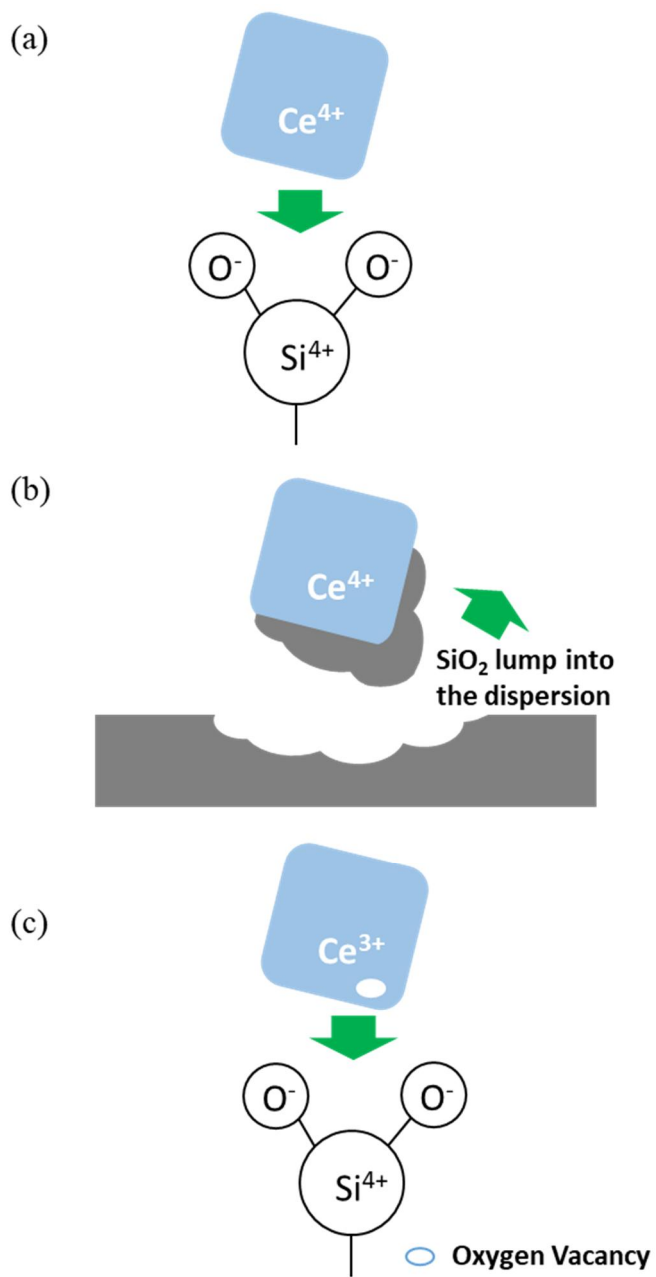 (a)
Ce⁴⁺
O⁻ O⁻
Si⁴⁺
(b)
Ce⁴⁺
SiO₂ lump into
the dispersion
(c)
Ce³⁺
O⁻ O⁻
Si⁴⁺
Oxygen Vacancy